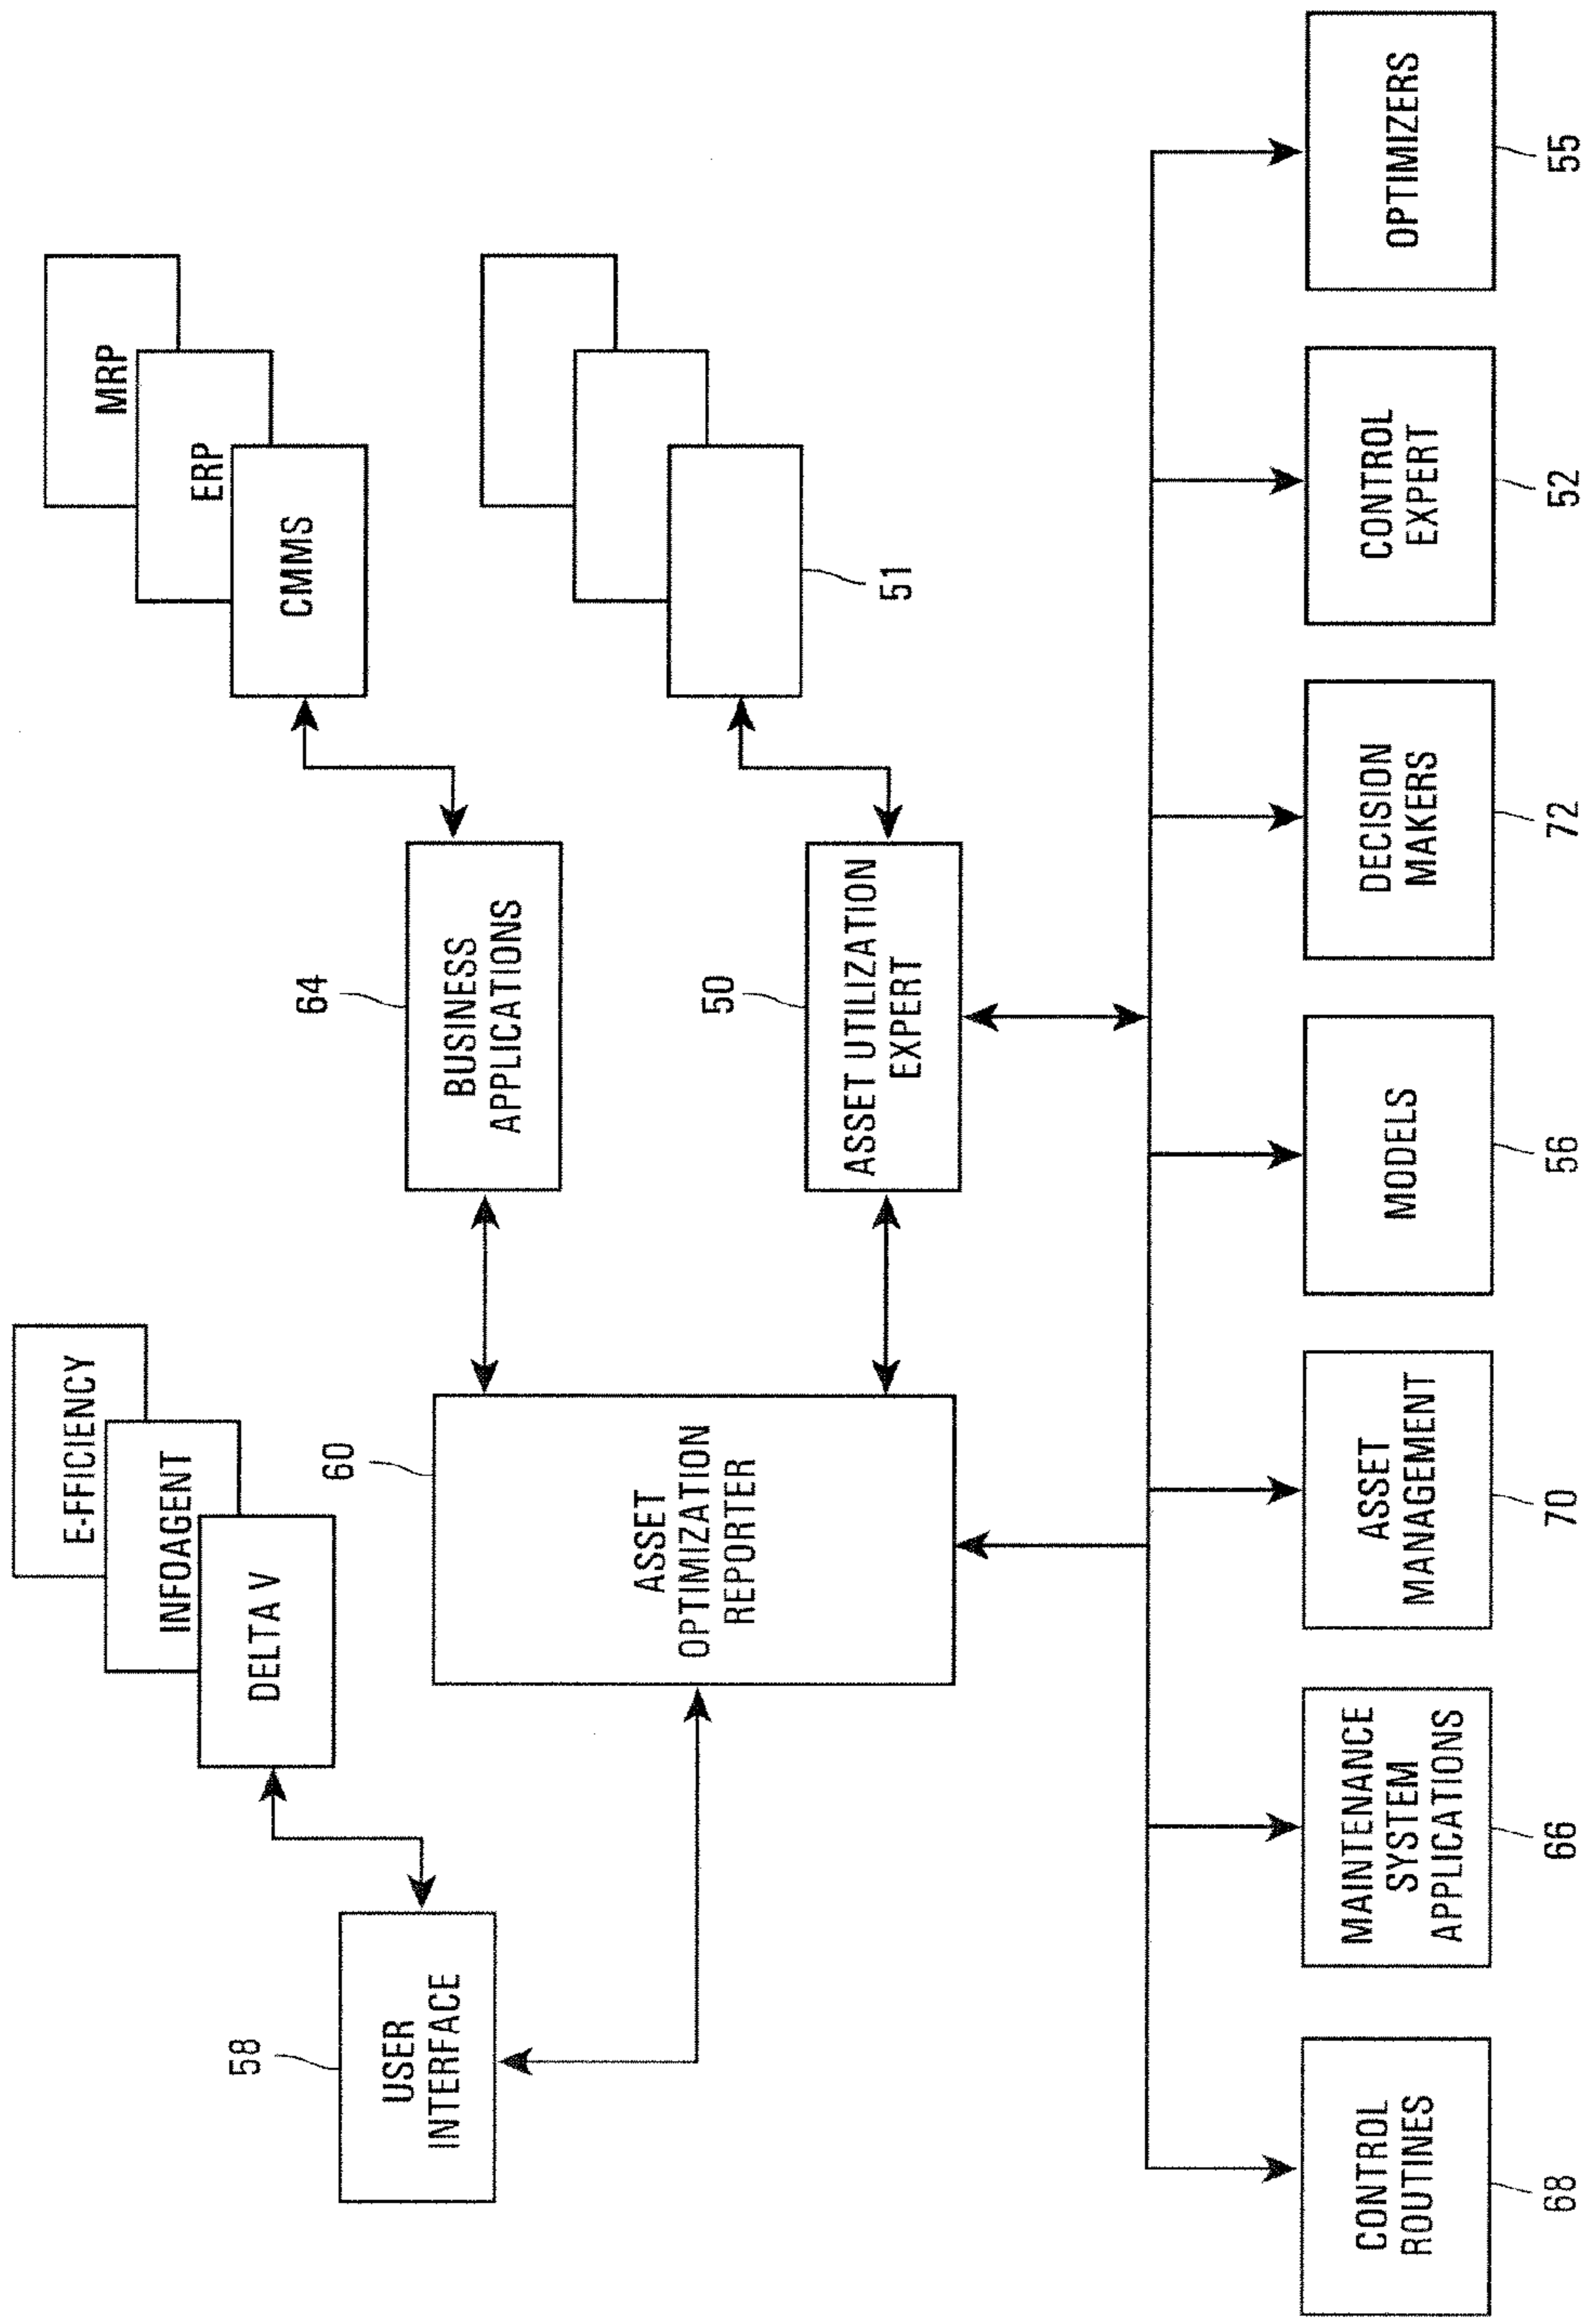 E-FFICIENCY
INFOAGENT
DELTA V
MRP
ERP
CMMS
58
USER
INTERFACE
60
ASSET
OPTIMIZATION
REPORTER
64
BUSINESS
APPLICATIONS
50
ASSET UTILIZATION
EXPERT
51
CONTROL
ROUTINES
68
MAINTENANCE
SYSTEM
APPLICATIONS
66
ASSET
MANAGEMENT
70
MODELS
56
DECISION
MAKERS
72
CONTROL
EXPERT
52
OPTIMIZERS
55